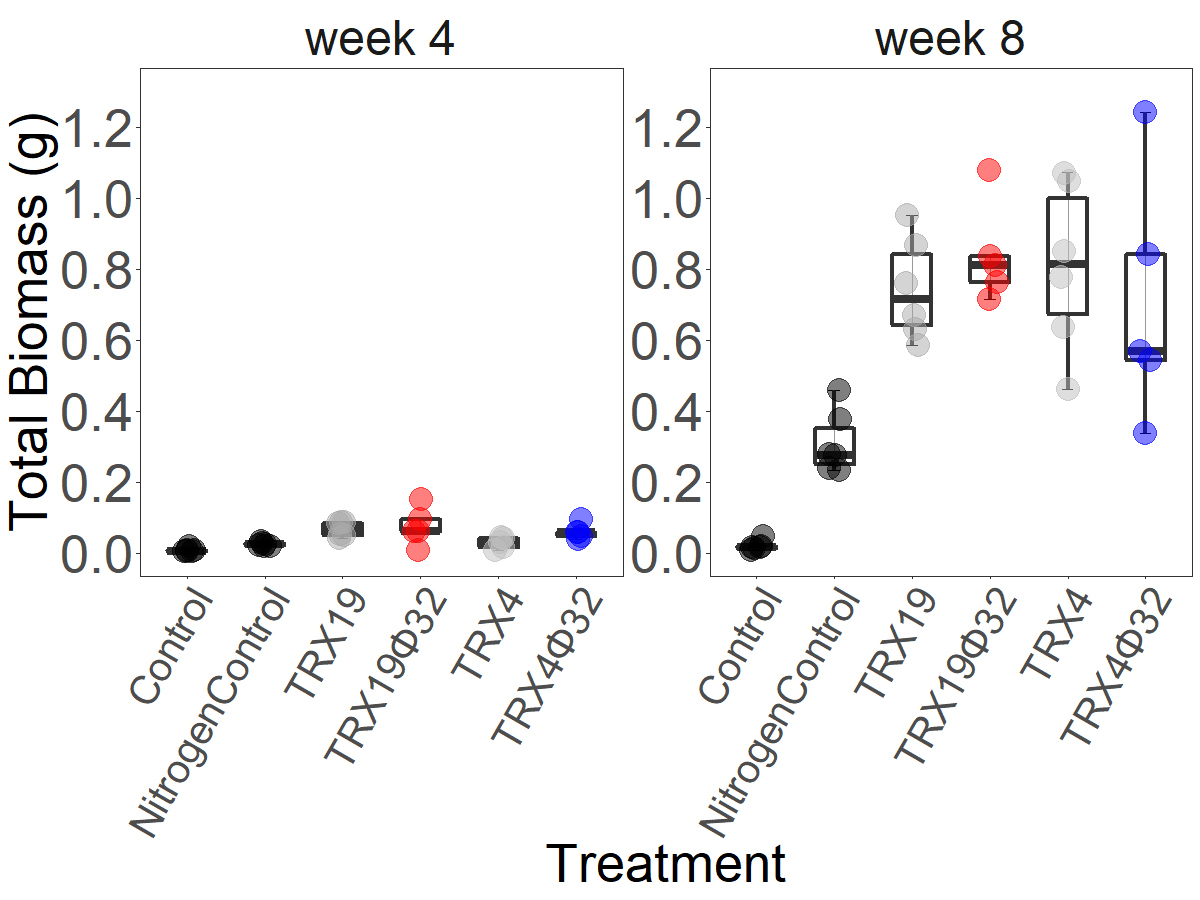 week 4
week 8
Total Biomass (g)
1.2
1.0
0.8
0.6
0.4
0.2
0.0
1.2
1.0
0.8
0.6
0.4
0.2
0.0
Control
NitrogenControl
TRX19
TRX19Φ32
TRX4
TRX4Φ32
Control
NitrogenControl
TRX19
TRX19Φ32
TRX4
TRX4Φ32
Treatment